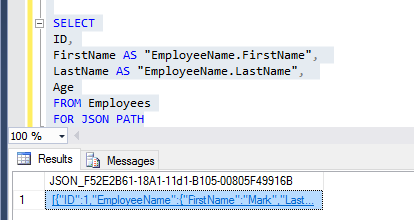 SELECT
ID,
FirstName AS "EmployeeName.FirstName",
LastName AS "EmployeeName.LastName",
Age
FROM Employees
FOR JSON PATH
100 %
Results Messages
JSON_F52E2B61-18A1-11d1-B105-00805F49916B
1 [{"ID":1,"EmployeeName":{"FirstName":"Mark","Last...